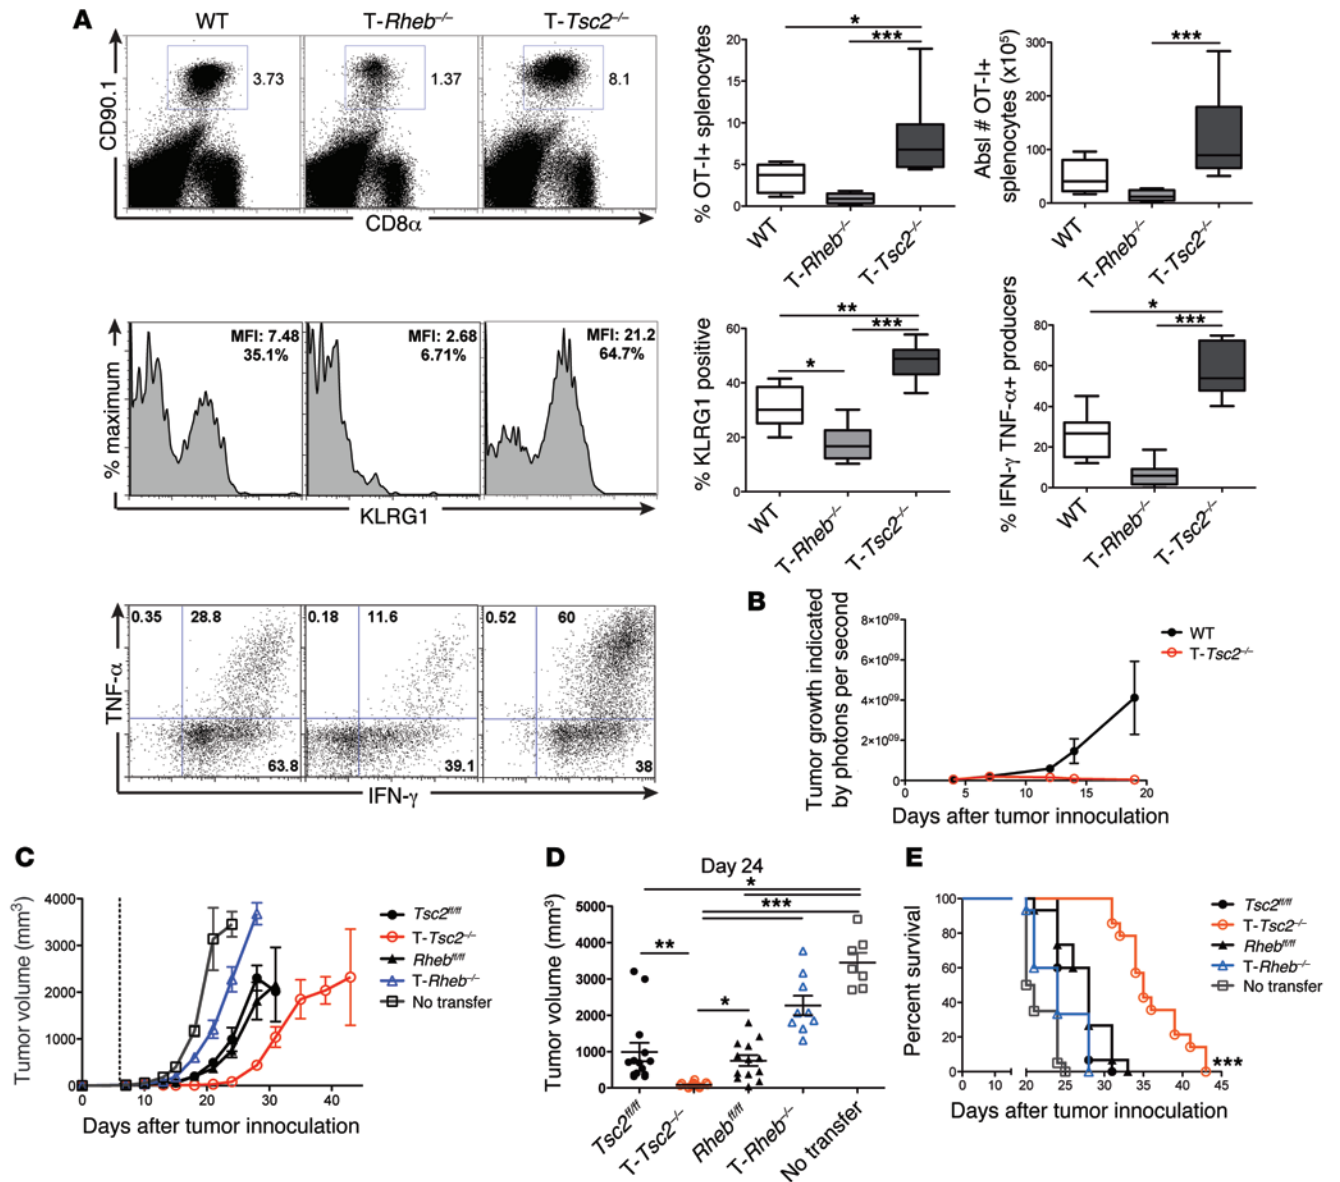 A
WT
T-Rheb⁻/⁻
T-Tsc2⁻/⁻
CD90.1
3.73
1.37
8.1
CD8α
% OT-I+ splenocytes
20
15
10
5
0
*
***
WT
T-Rheb⁻/⁻
T-Tsc2⁻/⁻
Absl # OT-I+
splenocytes (x10⁵)
300
200
100
0
***
WT
T-Rheb⁻/⁻
T-Tsc2⁻/⁻
% maximum
MFI: 7.48
35.1%
MFI: 2.68
6.71%
MFI: 21.2
64.7%
KLRG1
% KLRG1 positive
60
40
20
0
**
***
*
WT
T-Rheb⁻/⁻
T-Tsc2⁻/⁻
% IFN-γ TNF-α+ producers
80
60
40
20
0
*
***
WT
T-Rheb⁻/⁻
T-Tsc2⁻/⁻
TNF-α
0.35
28.8
63.8
0.18
11.6
39.1
0.52
60
38
IFN-γ
B
Tumor growth indicated
by photons per second
8×10⁰⁹
6×10⁰⁹
4×10⁰⁹
2×10⁰⁹
0
0 5 10 15 20
Days after tumor innoculation
WT
T-Tsc2⁻/⁻
C
Tumor volume (mm³)
4000
3000
2000
1000
0
0 10 20 30 40
Days after tumor innoculation
Tsc2ᶠˡ/ᶠˡ
T-Tsc2⁻/⁻
Rhebᶠˡ/ᶠˡ
T-Rheb⁻/⁻
No transfer
D
Day 24
Tumor volume (mm³)
5000
4000
3000
2000
1000
0
*
***
**
*
Tsc2ᶠˡ/ᶠˡ
T-Tsc2⁻/⁻
Rhebᶠˡ/ᶠˡ
T-Rheb⁻/⁻
No transfer
E
Percent survival
100
80
60
40
20
0
0 10 20 25 30 35 40 45
Days after tumor innoculation
***
Tsc2ᶠˡ/ᶠˡ
T-Tsc2⁻/⁻
Rhebᶠˡ/ᶠˡ
T-Rheb⁻/⁻
No transfer